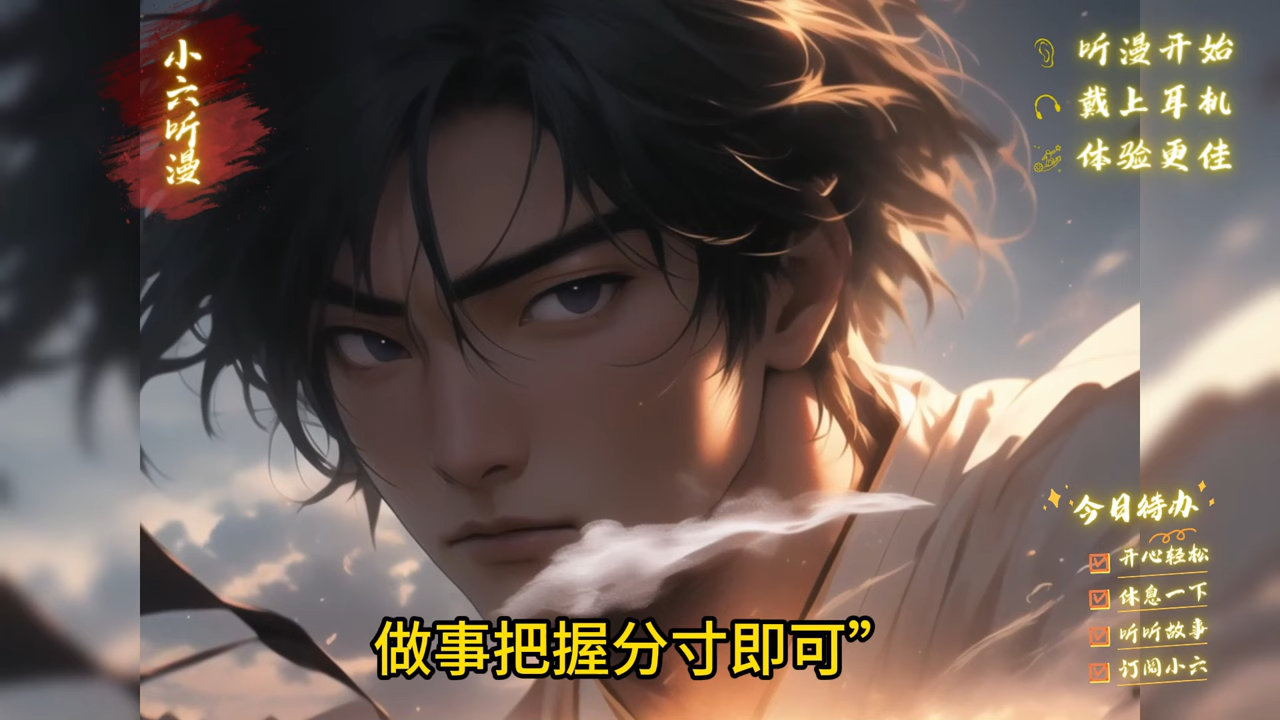 小六听漫
听漫开始
戴上耳机
体验更佳
今日待办
开心轻松
休息一下
听听故事
订阅小六
做事把握分寸即可”